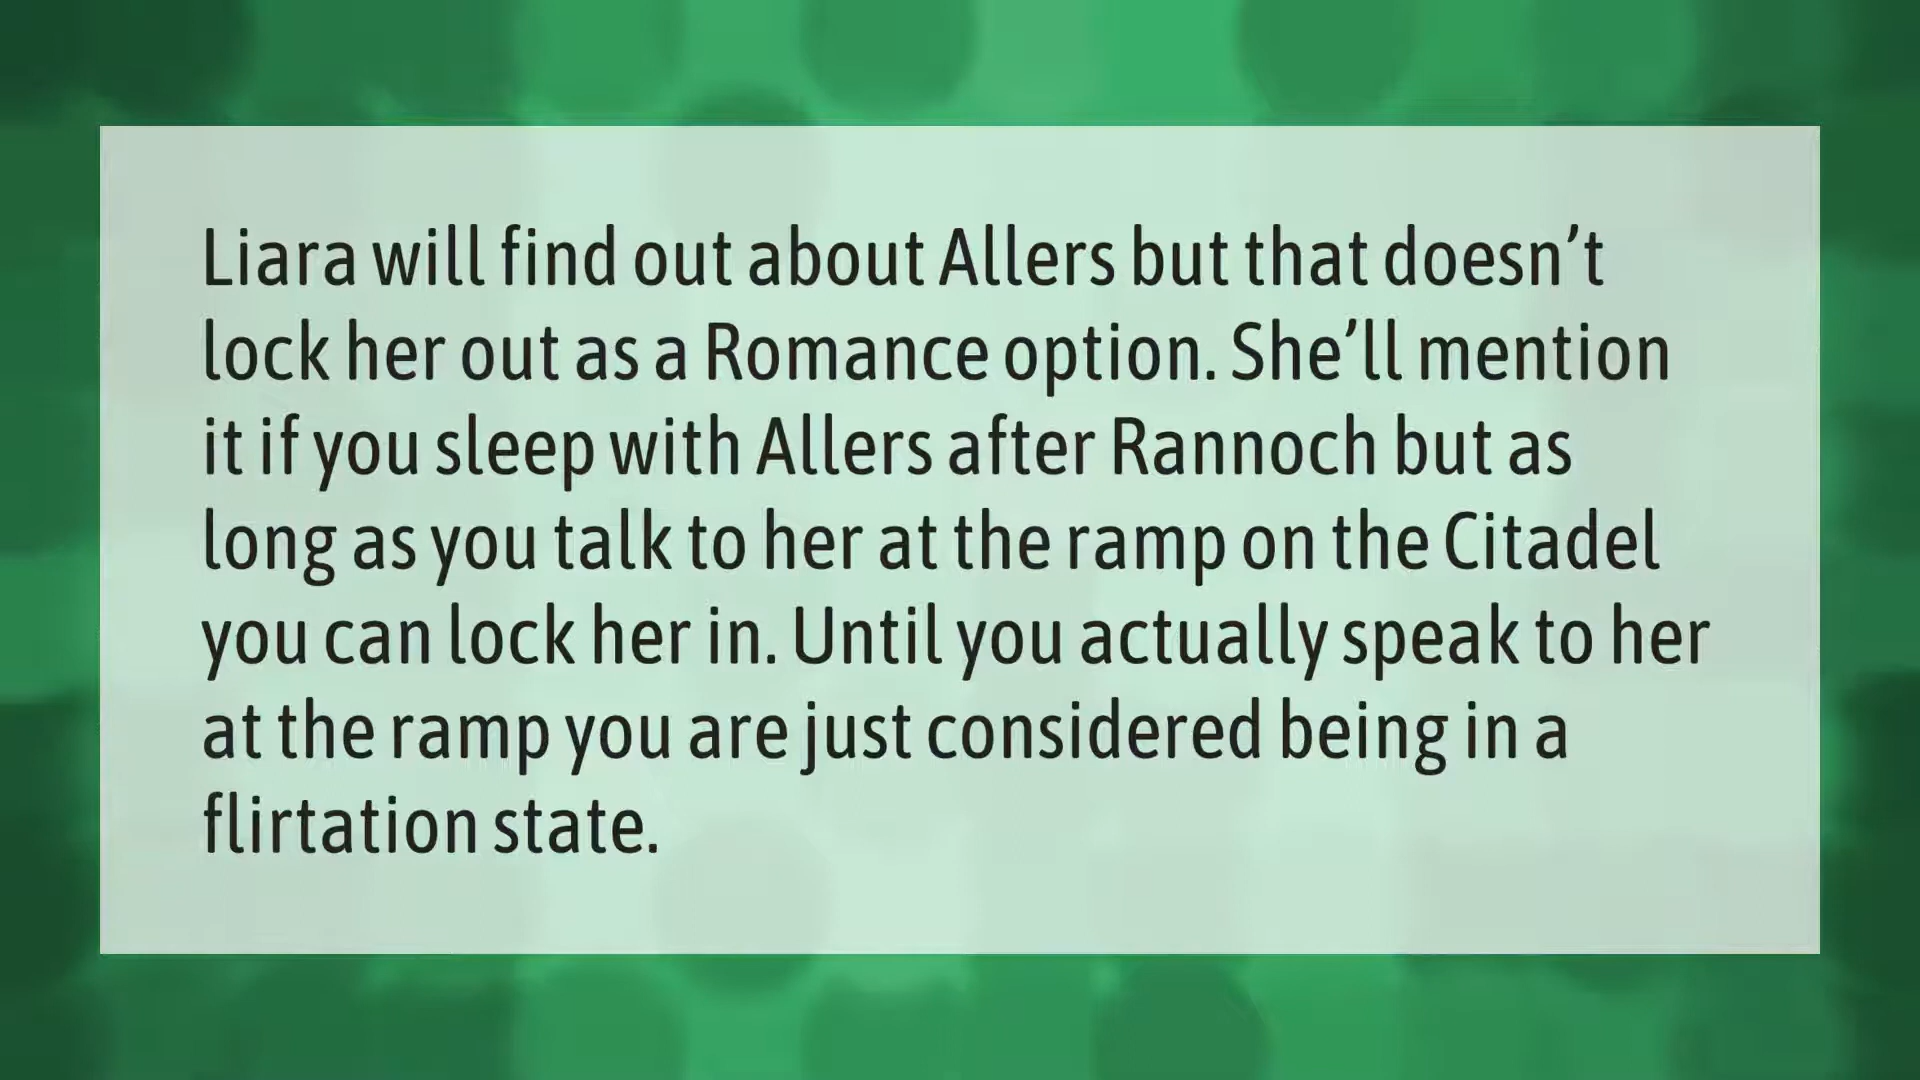 Liara will find out about Allers but that doesn’t
lock her out as a Romance option. She’ll mention
it if you sleep with Allers after Rannoch but as
long as you talk to her at the ramp on the Citadel
you can lock her in. Until you actually speak to her
at the ramp you are just considered being in a
flirtation state.